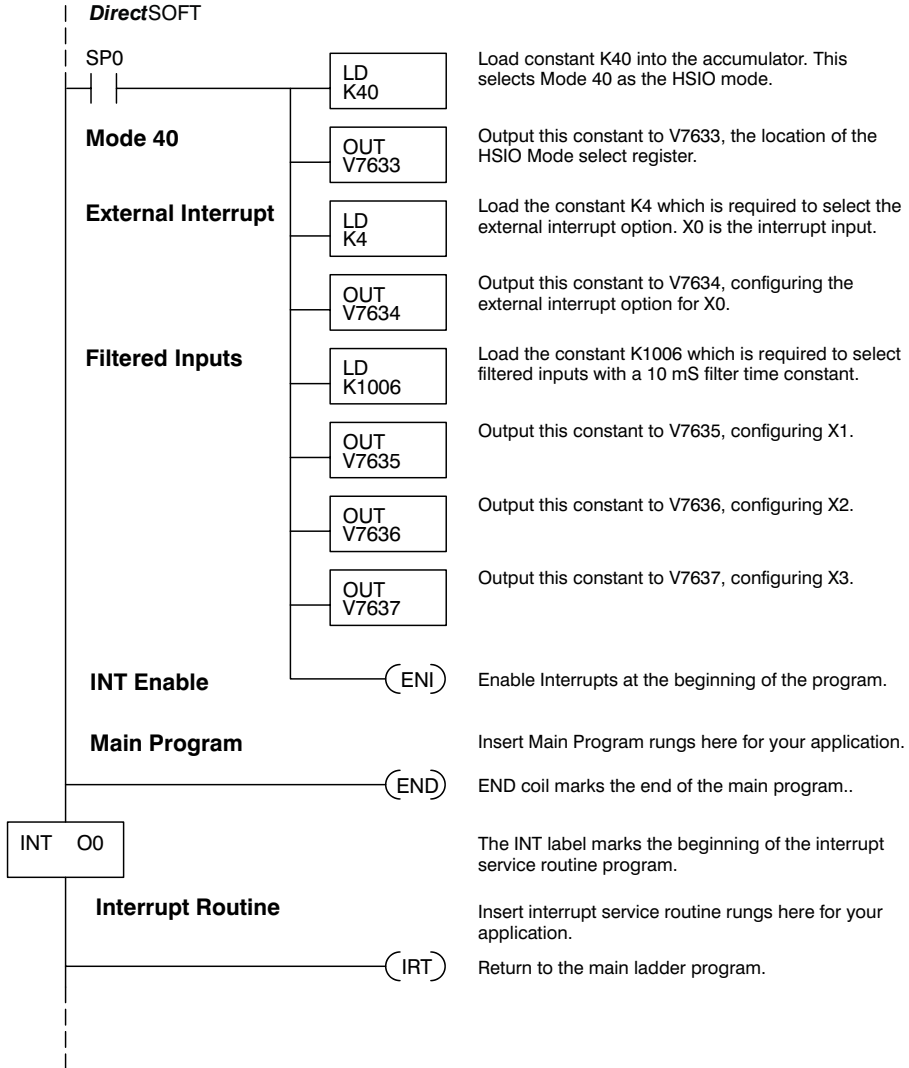 DirectSOFT
SP0
LD
K40
Load constant K40 into the accumulator. This
selects Mode 40 as the HSIO mode.
Mode 40
OUT
V7633
Output this constant to V7633, the location of the
HSIO Mode select register.
External Interrupt
LD
K4
Load the constant K4 which is required to select the
external interrupt option. X0 is the interrupt input.
OUT
V7634
Output this constant to V7634, configuring the
external interrupt option for X0.
Filtered Inputs
LD
K1006
Load the constant K1006 which is required to select
filtered inputs with a 10 mS filter time constant.
OUT
V7635
Output this constant to V7635, configuring X1.
OUT
V7636
Output this constant to V7636, configuring X2.
OUT
V7637
Output this constant to V7637, configuring X3.
INT Enable
ENI
Enable Interrupts at the beginning of the program.
Main Program
Insert Main Program rungs here for your application.
END
END coil marks the end of the main program..
INT O0
The INT label marks the beginning of the interrupt
service routine program.
Interrupt Routine
Insert interrupt service routine rungs here for your
application.
IRT
Return to the main ladder program.